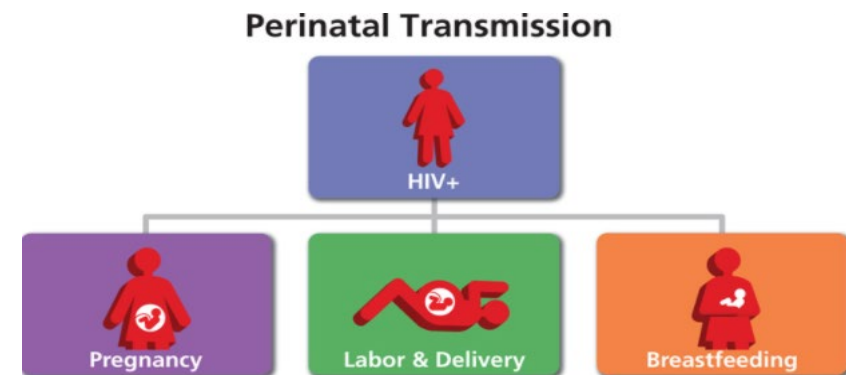 Perinatal Transmission
HIV+
Pregnancy
Labor & Delivery
Breastfeeding